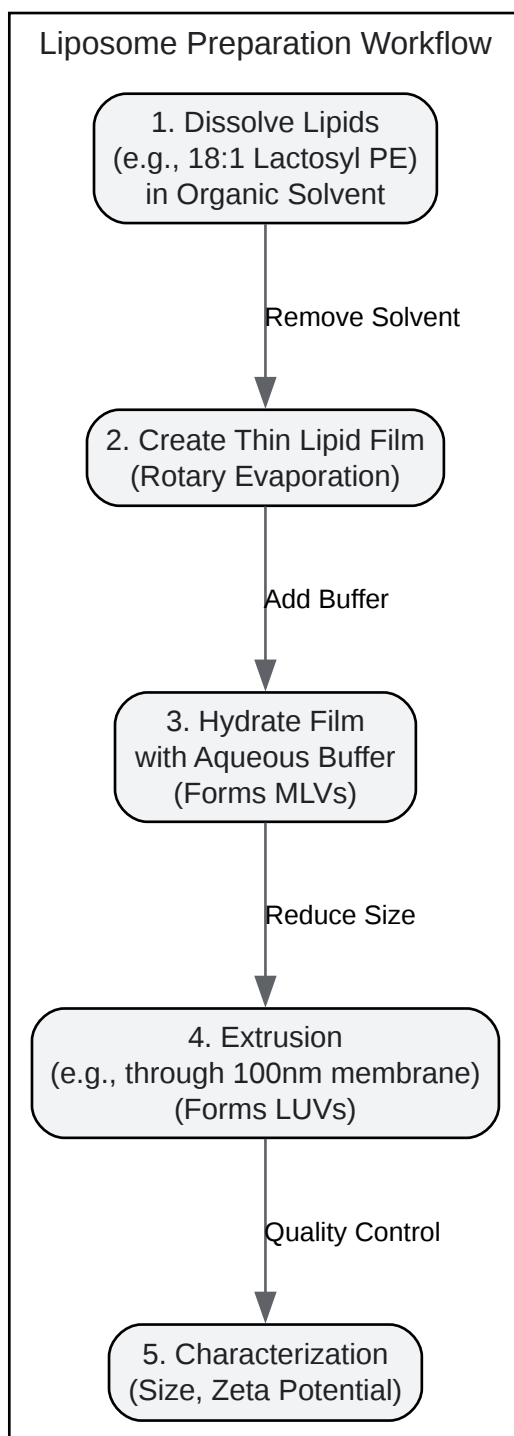 Liposome Preparation Workflow
1. Dissolve Lipids
(e.g., 18:1 Lactosyl PE)
in Organic Solvent
Remove Solvent
2. Create Thin Lipid Film
(Rotary Evaporation)
Add Buffer
3. Hydrate Film
with Aqueous Buffer
(Forms MLVs)
Reduce Size
4. Extrusion
(e.g., through 100nm membrane)
(Forms LUVs)
Quality Control
5. Characterization
(Size, Zeta Potential)